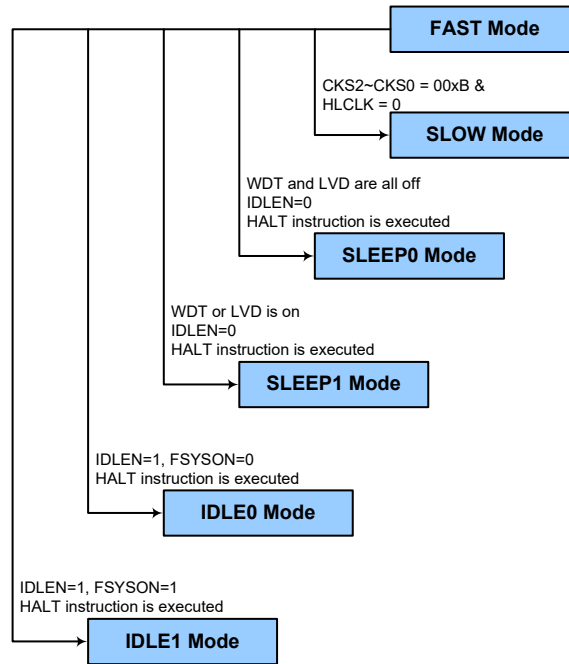 FAST Mode
CKS2~CKS0 = 00xB &
HLCLK = 0
SLOW Mode
WDT and LVD are all off
IDLEN=0
HALT instruction is executed
SLEEP0 Mode
WDT or LVD is on
IDLEN=0
HALT instruction is executed
SLEEP1 Mode
IDLEN=1, FSYSON=0
HALT instruction is executed
IDLE0 Mode
IDLEN=1, FSYSON=1
HALT instruction is executed
IDLE1 Mode